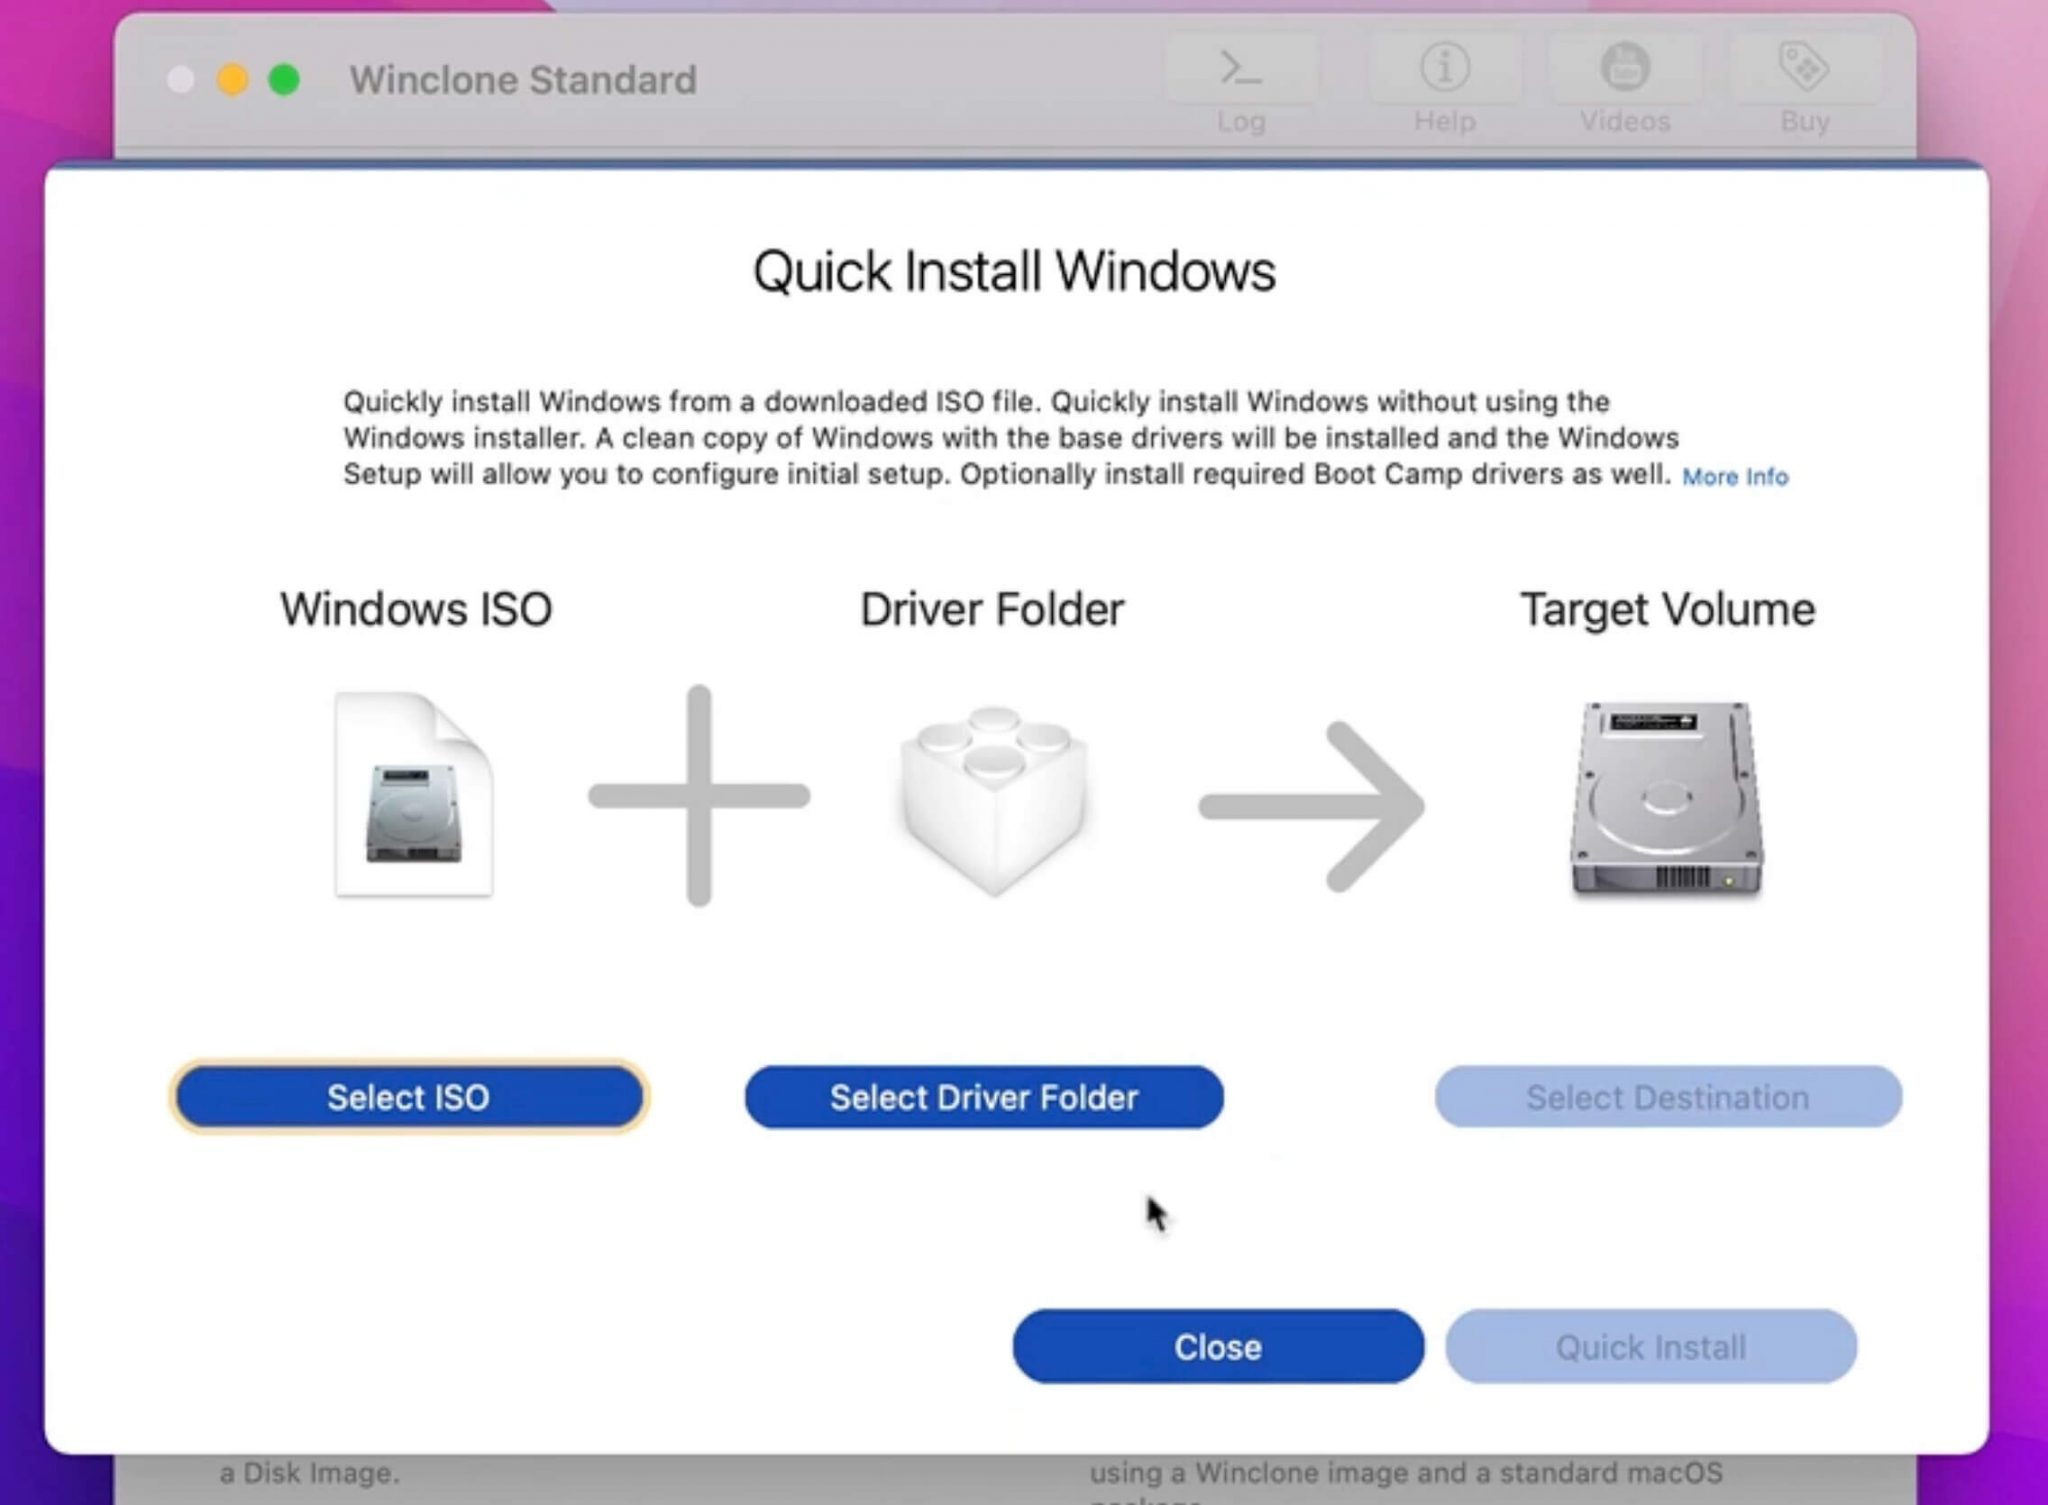 Winclone Standard
Log Help Videos Buy
Quick Install Windows
Quickly install Windows from a downloaded ISO file. Quickly install Windows without using the
Windows installer. A clean copy of Windows with the base drivers will be installed and the Windows
Setup will allow you to configure initial setup. Optionally install required Boot Camp drivers as well. More Info
Windows ISO Driver Folder Target Volume
Select ISO Select Driver Folder Select Destination
Close Quick Install
a Disk Image. using a Winclone image and a standard macOS